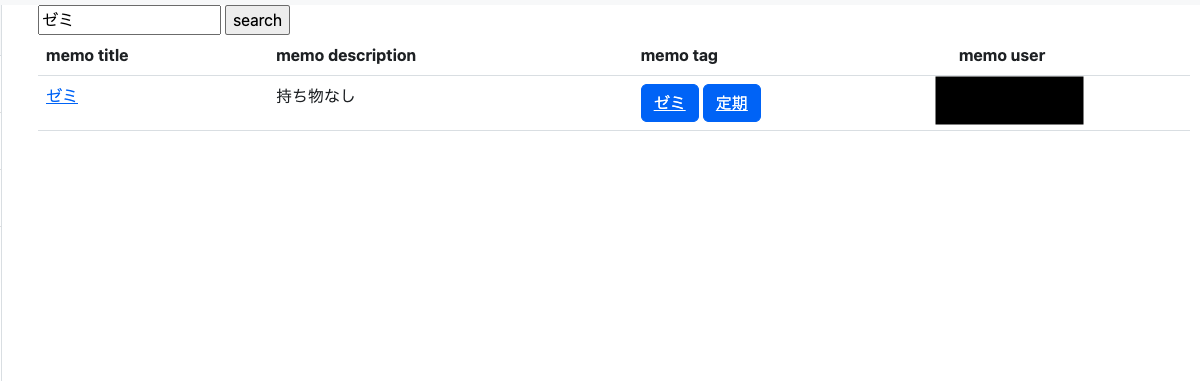 ゼミ search
memo title memo description memo tag memo user
ゼミ 持ち物なし ゼミ 定期